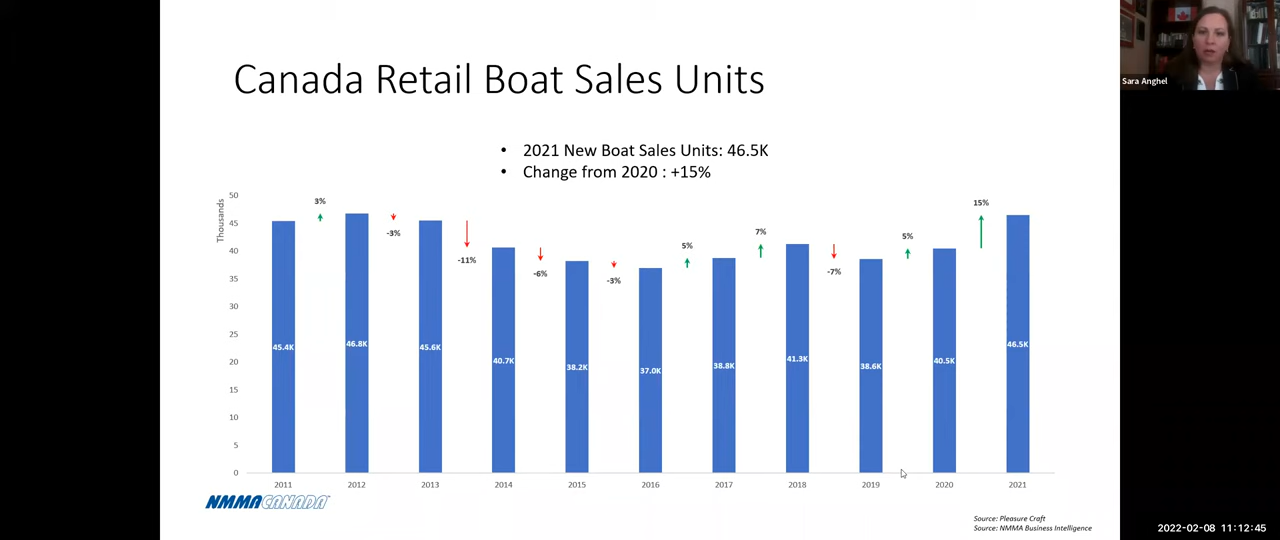 Sara Anghel
Canada Retail Boat Sales Units
• 2021 New Boat Sales Units: 46.5K
• Change from 2020 : +15%
Thousands
50
45
40
35
30
25
20
15
10
5
0
3%
-3%
-11%
-6%
-3%
5%
7%
-7%
5%
15%
45.4K
46.8K
45.6K
40.7K
38.2K
37.0K
38.8K
41.3K
38.6K
40.5K
46.5K
2011 2012 2013 2014 2015 2016 2017 2018 2019 2020 2021
NMMA CANADA
Source: Pleasure Craft
Source: NMMA Business Intelligence
2022-02-08 11:12:45